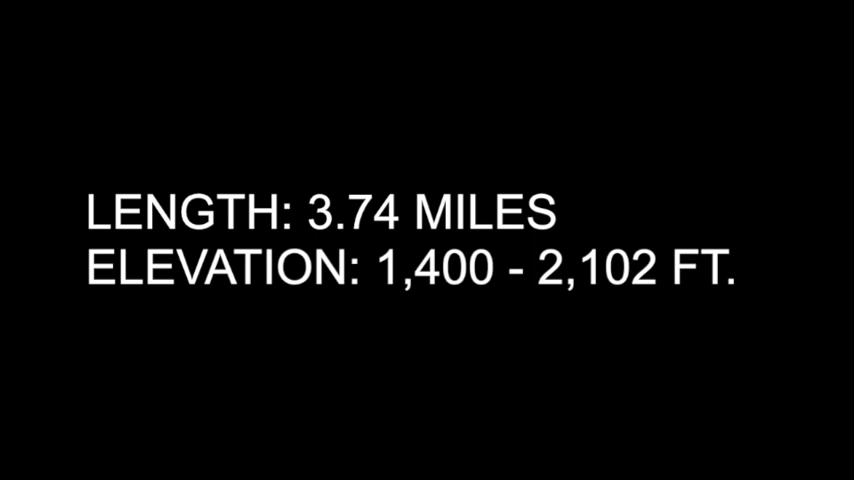 LENGTH: 3.74 MILES
ELEVATION: 1,400 - 2,102 FT.